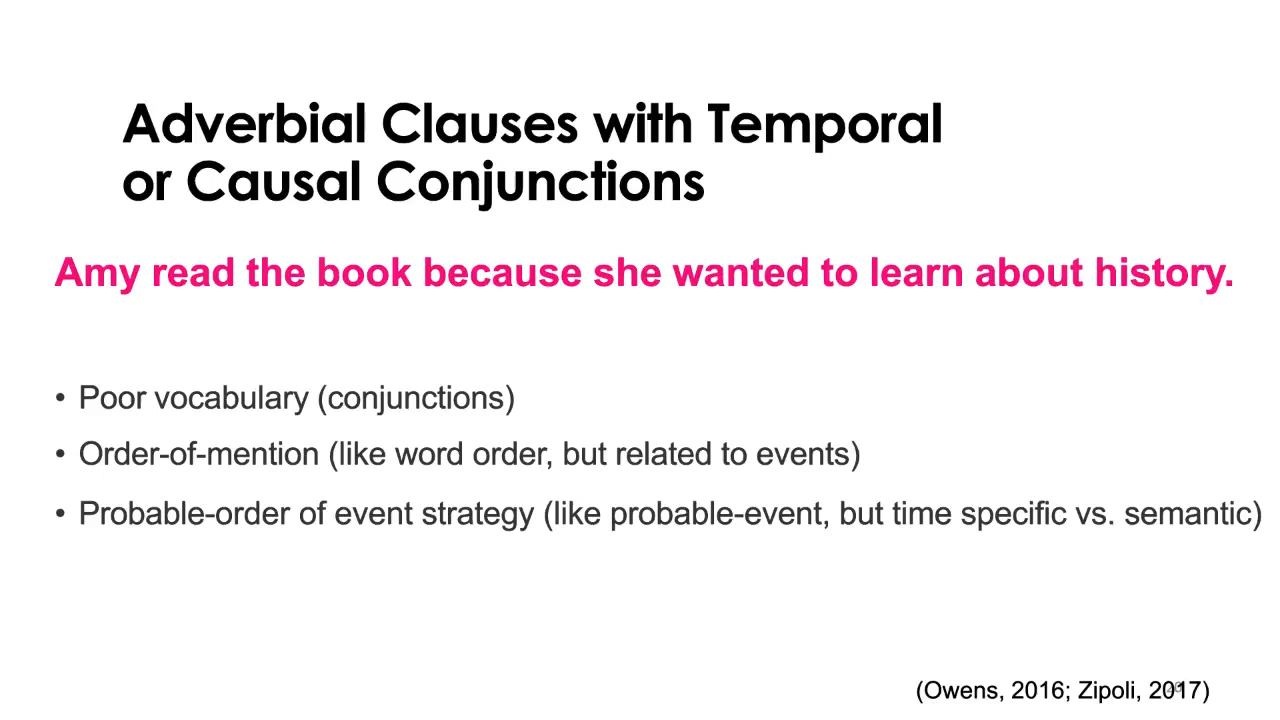 Adverbial Clauses with Temporal
or Causal Conjunctions
Amy read the book because she wanted to learn about history.
• Poor vocabulary (conjunctions)
• Order-of-mention (like word order, but related to events)
• Probable-order of event strategy (like probable-event, but time specific vs. semantic)
(Owens, 2016; Zipoli, 2017)